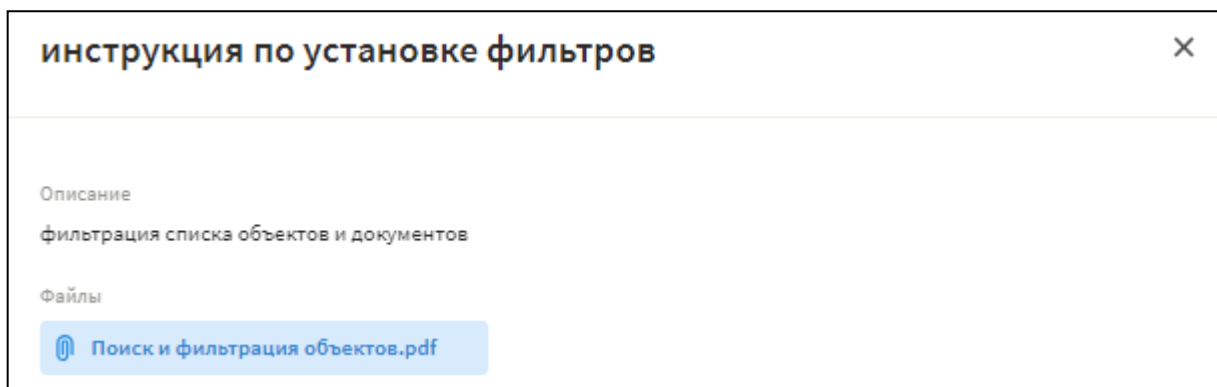 инструкция по установке фильтров
Описание
фильтрация списка объектов и документов
Файлы
Поиск и фильтрация объектов.pdf